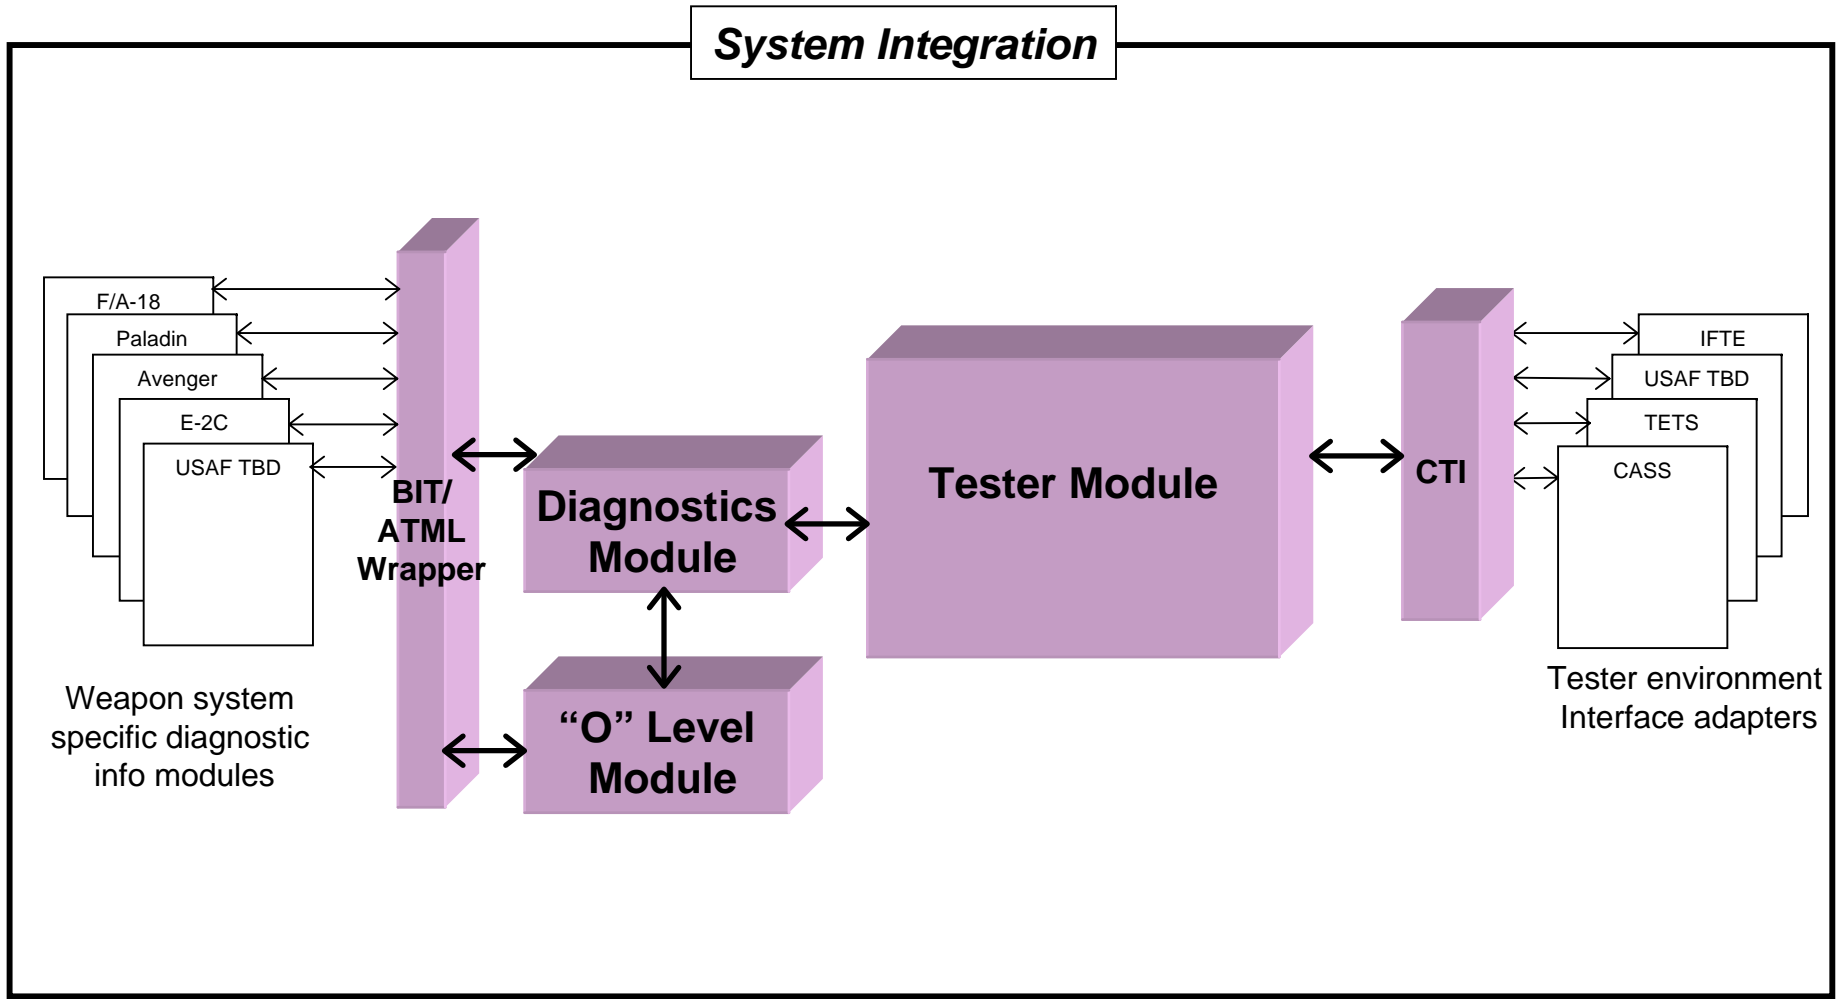 System Integration
F/A-18
Paladin
Avenger
E-2C
USAF TBD
Weapon system
specific diagnostic
info modules
BIT/
ATML
Wrapper
Diagnostics
Module
“O” Level
Module
Tester Module
CTI
IFTE
USAF TBD
TETS
CASS
Tester environment
Interface adapters